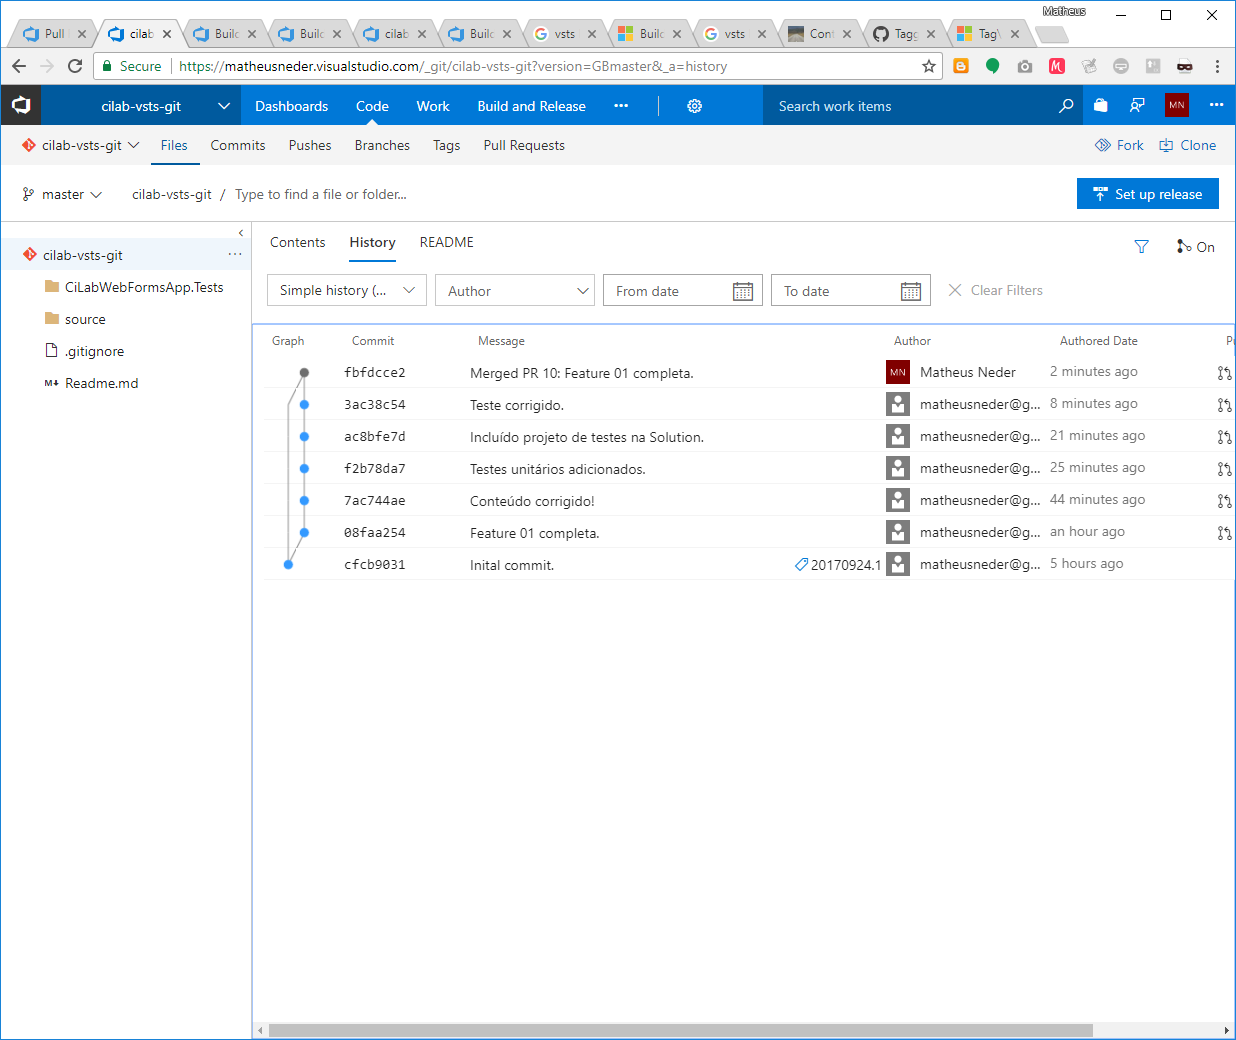 Matheus
Pull
cilab
Builc
Builc
cilab
Builc
vsts
Builc
vsts
Cont
Tagg
Tag
Secure
https://matheusneder.visualstudio.com/_git/cilab-vsts-git?version=GBmaster&_a=history
cilab-vsts-git Dashboards Code Work Build and Release ... Search work items MN ...
cilab-vsts-git Files Commits Pushes Branches Tags Pull Requests Fork Clone
master cilab-vsts-git / Type to find a file or folder... Set up release
cilab-vsts-git ...
CiLabWebFormsApp.Tests
source
.gitignore
M↓ Readme.md
Contents History README On
Simple history (... Author From date To date Clear Filters
Graph Commit Message Author Authored Date
fbfdcce2 Merged PR 10: Feature 01 completa. MN Matheus Neder 2 minutes ago
3ac38c54 Teste corrigido. matheusneder@g... 8 minutes ago
ac8bfe7d Incluído projeto de testes na Solution. matheusneder@g... 21 minutes ago
f2b78da7 Testes unitários adicionados. matheusneder@g... 25 minutes ago
7ac744ae Conteúdo corrigido! matheusneder@g... 44 minutes ago
08faa254 Feature 01 completa. matheusneder@g... an hour ago
cfcb9031 Inital commit. 20170924.1 matheusneder@g... 5 hours ago